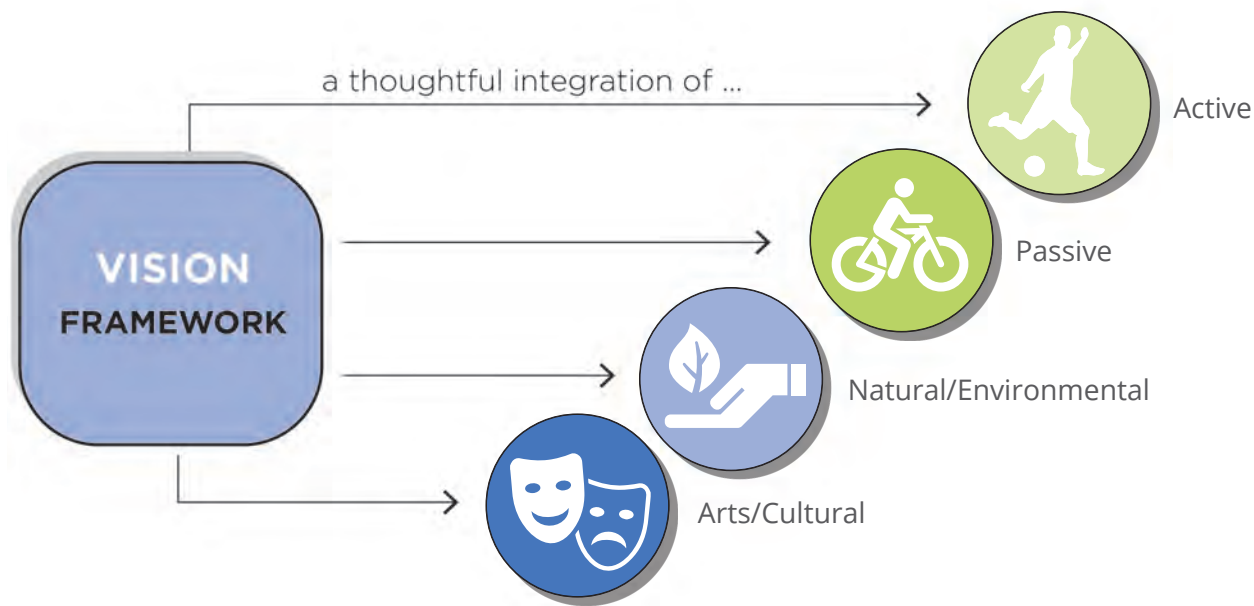 a thoughtful integration of ...
Active
VISION
FRAMEWORK
Passive
Natural/Environmental
Arts/Cultural